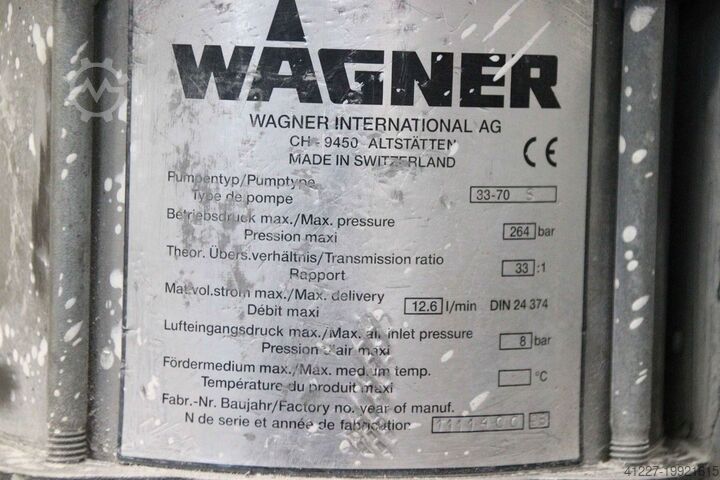 WAGNER
WAGNER INTERNATIONAL AG
CH - 9450 ALTSTÄTTEN
MADE IN SWITZERLAND
CE
Pumpentyp/Pumptype
Type de pompe
33-70 S
Betriebsdruck max./Max. pressure
Pression maxi
264 bar
Theor. Übers.verhältnis/Transmission ratio
Rapport
33 :1
Mat.vol.strom max./Max. delivery
Débit maxi
12.6 l/min DIN 24 374
Lufteingangsdruck max./Max. air inlet pressure
Pression d'air maxi
8 bar
Fördermedium max./Max. medium temp.
Température du produit maxi
°C
Fabr.-Nr. Baujahr/Factory no. year of manuf.
N de serie et année de fabrication
41227-19921615